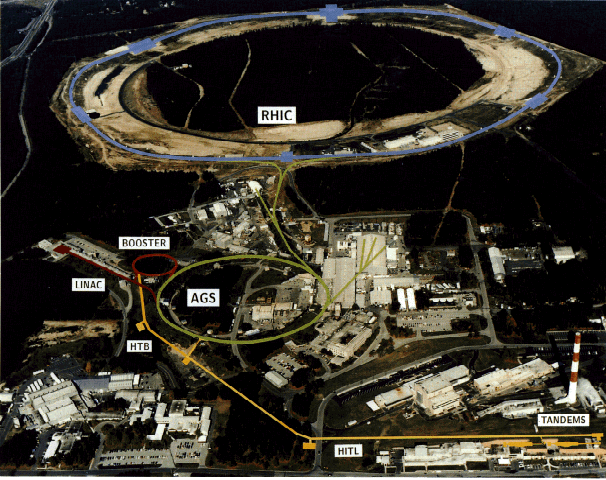 RHIC
BOOSTER
LINAC
AGS
HTB
TANDEMS
HITL